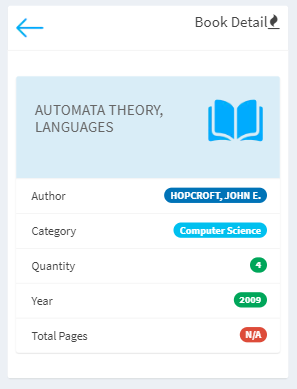 Book Detail
AUTOMATA THEORY,
LANGUAGES
Author HOPCROFT, JOHN E.
Category Computer Science
Quantity 4
Year 2009
Total Pages N/A